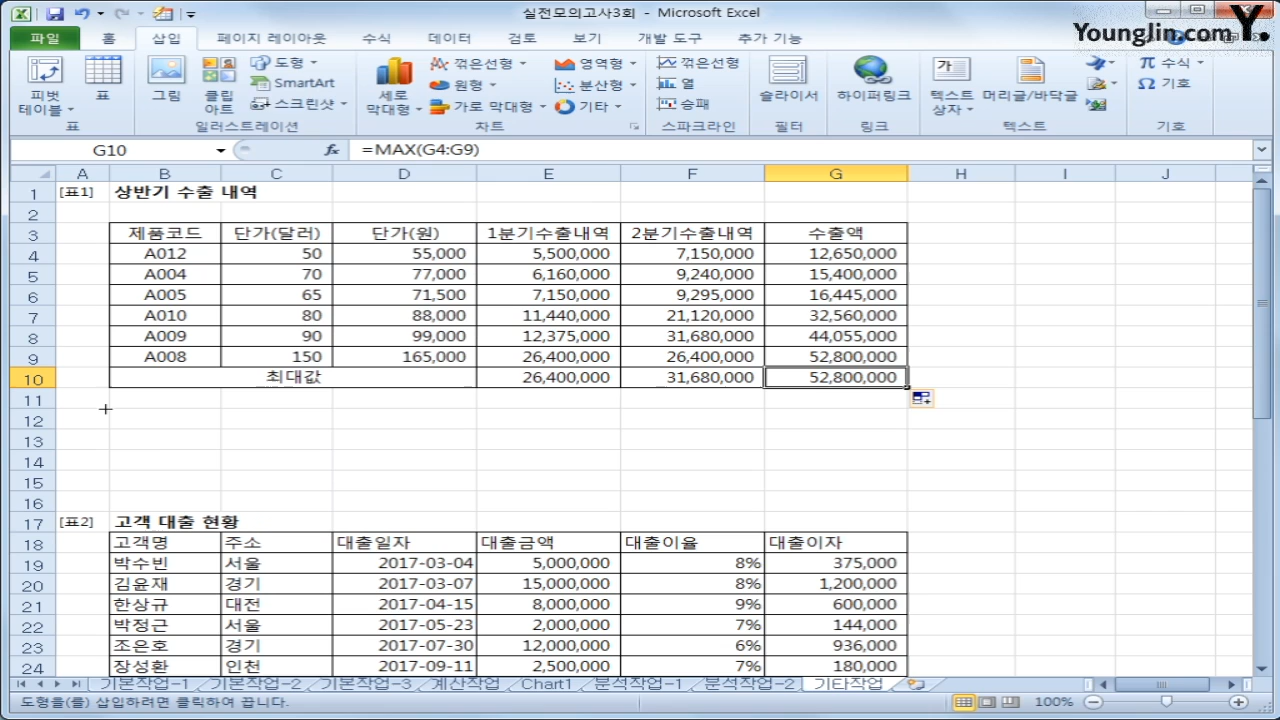 실전모의고사3회 - Microsoft Excel
Younglin.com Y.
파일 홈 삽입 페이지 레이아웃 수식 데이터 검토 보기 개발 도구 추가 기능
피벗 테이블 표 그림 클립 아트 도형 SmartArt 스크린샷 세로 막대형 꺾은선형 원형 가로 막대형 영역형 분산형 기타 꺾은선형 열 승패 슬라이서 하이퍼링크 텍스트 상자 머리글/바닥글 π 수식 Ω 기호
표 일러스트레이션 차트 스파크라인 필터 링크 텍스트 기호
G10 fx =MAX(G4:G9)
A B C D E F G H I J
1 [표1] 상반기 수출 내역
2
3 제품코드 단가(달러) 단가(원) 1분기수출내역 2분기수출내역 수출액
4 A012 50 55,000 5,500,000 7,150,000 12,650,000
5 A004 70 77,000 6,160,000 9,240,000 15,400,000
6 A005 65 71,500 7,150,000 9,295,000 16,445,000
7 A010 80 88,000 11,440,000 21,120,000 32,560,000
8 A009 90 99,000 12,375,000 31,680,000 44,055,000
9 A008 150 165,000 26,400,000 26,400,000 52,800,000
10 최대값 26,400,000 31,680,000 52,800,000
11
12
13
14
15
16
17 [표2] 고객 대출 현황
18 고객명 주소 대출일자 대출금액 대출이율 대출이자
19 박수빈 서울 2017-03-04 5,000,000 8% 375,000
20 김윤재 경기 2017-03-07 15,000,000 8% 1,200,000
21 한상규 대전 2017-04-15 8,000,000 9% 600,000
22 박정근 서울 2017-05-23 2,000,000 7% 144,000
23 조은호 경기 2017-07-30 12,000,000 6% 936,000
24 장성환 인천 2017-09-11 2,500,000 7% 180,000
기본작업-1 기본작업-2 기본작업-3 계산작업 Chart1 분석작업-1 분석작업-2 기타작업
도형을(를) 삽입하려면 클릭하여 끕니다. 100%